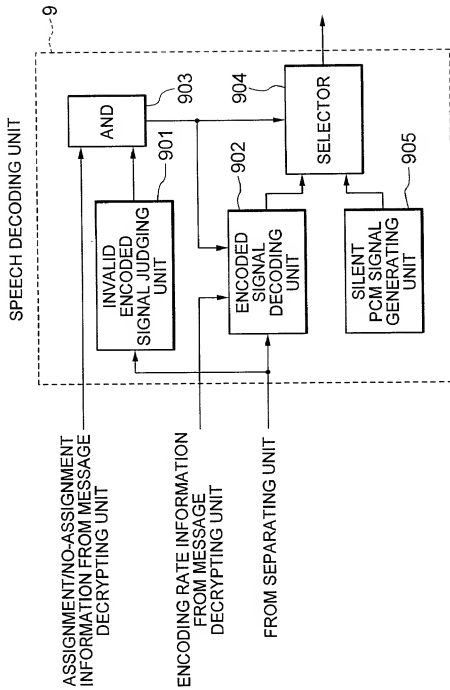 SPEECH DECODING UNIT
9
ASSIGNMENT/NO-ASSIGNMENT
INFORMATION FROM MESSAGE
DECRYPTING UNIT
AND
903
INVALID
ENCODED
SIGNAL JUDGING
UNIT
901
ENCODING RATE INFORMATION
FROM MESSAGE
DECRYPTING UNIT
ENCODED
SIGNAL
DECODING
UNIT
902
SELECTOR
904
FROM SEPARATING UNIT
SILENT
PCM SIGNAL
GENERATING
UNIT
905